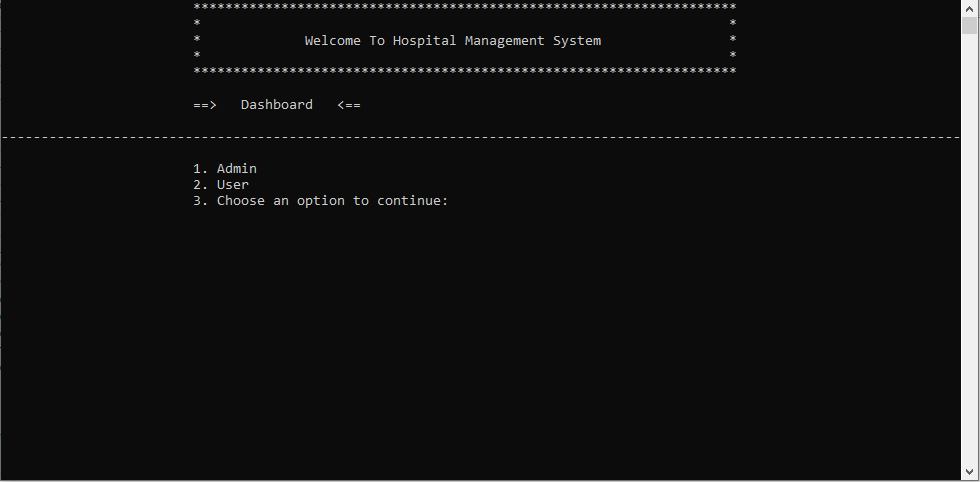 ********************************************************************
* *
* Welcome To Hospital Management System *
* *
********************************************************************
==> Dashboard <==
------------------------------------------------------------------------------------------------------------------------
1. Admin
2. User
3. Choose an option to continue: